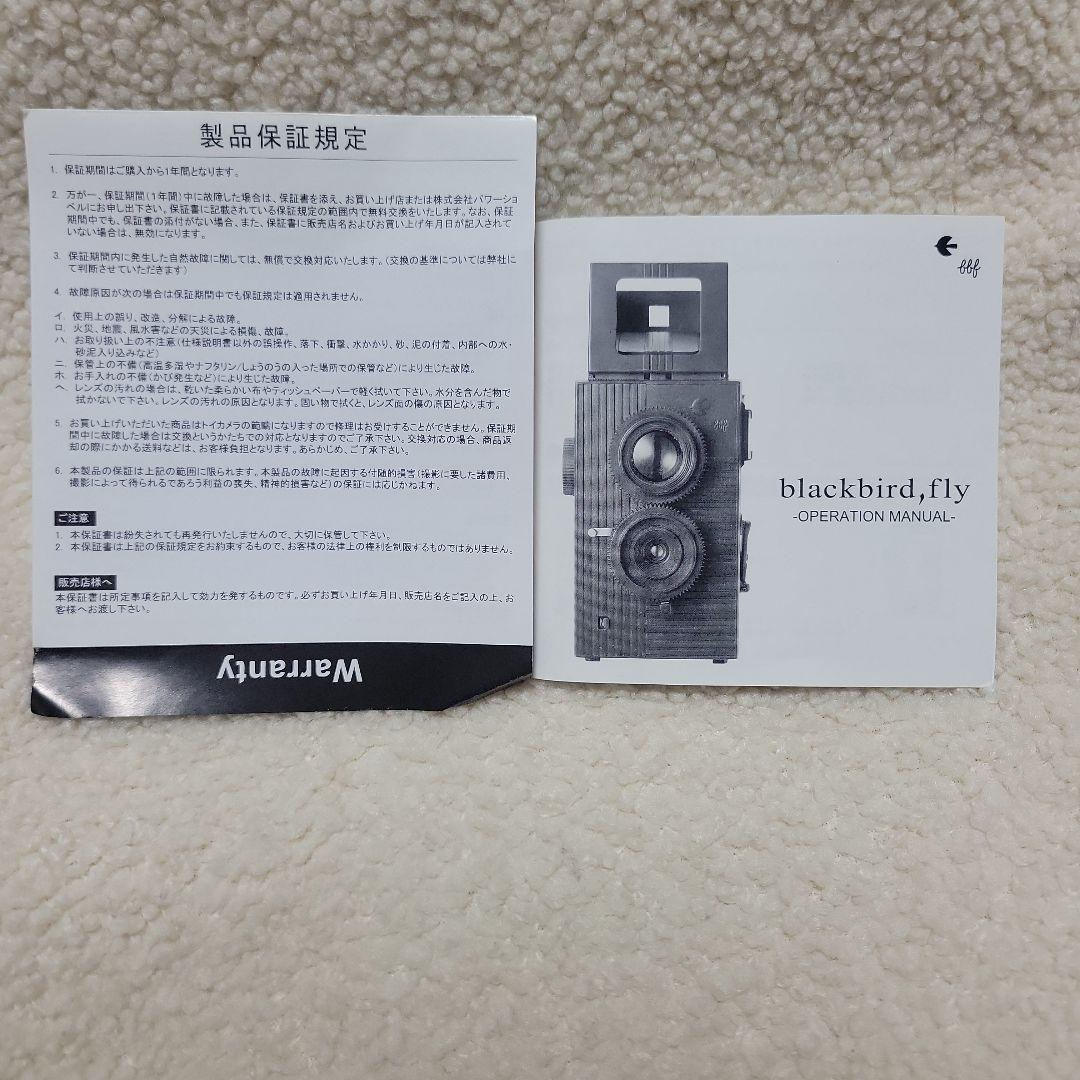 製品保証規定
1. 保証期間はご購入から1年間となります。
2. 万が一、保証期間(1年間)中に故障した場合は、保証書を添え、お買い上げ店または株式会社パワーショ
ベルにお申し出下さい。保証書に記載されている保証規定の範囲内で無料交換をいたします。なお、保証
期間中でも、保証書の添付がない場合、また、保証書に販売店名およびお買い上げ年月日が記入されて
いない場合は、無効になります。
3. 保証期間内に発生した自然故障に関しては、無償で交換対応いたします。(交換の基準については弊社に
て判断させていただきます)
4. 故障原因が次の場合は保証期間中でも保証規定は適用されません。
イ. 使用上の誤り、改造、分解による故障。
ロ. 火災、地震、風水害などの天災による損傷、故障。
ハ. お取り扱い上の不注意(仕様説明書以外の誤操作、落下、衝撃、水かかり、砂、泥の付着、内部への水・
砂泥入り込みなど)
ニ. 保管上の不備(高温多湿やナフタリン/しょうのうの入った場所での保管など)により生じた故障。
ホ. お手入れの不備(かび発生など)により生じた故障。
ヘ. レンズの汚れの場合は、乾いた柔らかい布やティッシュペーパーで軽く拭いて下さい。水分を含んだ物で
拭かないで下さい。レンズの汚れの原因となります。固い物で拭くと、レンズ面の傷の原因となります。
5. お買い上げいただいた商品はトイカメラの範疇になりますので修理はお受けすることができません。保証期
間中に故障した場合は交換というかたちでの対応となりますのでご了承下さい。交換対応の場合、商品返
却の際にかかる送料などは、お客様負担となります。あらかじめ、ご了承下さい。
6. 本製品の保証は上記の範囲に限られます。本製品の故障に起因する付随的損害(撮影に要した諸費用、
撮影によって得られるであろう利益の喪失、精神的損害など)の保証には応じかねます。
ご注意
1. 本保証書は紛失されても再発行いたしませんので、大切に保管して下さい。
2. 本保証書は上記の保証規定をお約束するもので、お客様の法律上の権利を制限するものではありません。
販売店様へ
本保証書は所定事項を記入して効力を発するものです。必ずお買い上げ年月日、販売店名をご記入の上、お
客様へお渡し下さい。
Warranty
bbf
blackbird,fly
-OPERATION MANUAL-